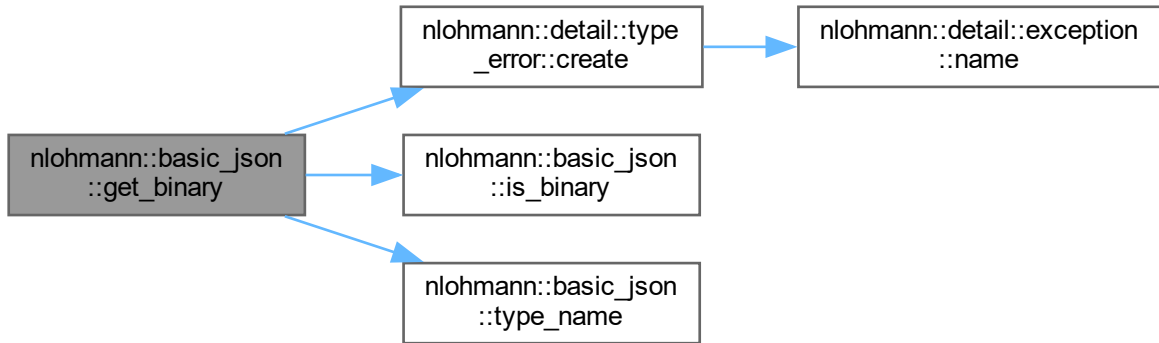 nlohmann::detail::type
_error::create
nlohmann::detail::exception
::name
nlohmann::basic_json
::get_binary
nlohmann::basic_json
::is_binary
nlohmann::basic_json
::type_name